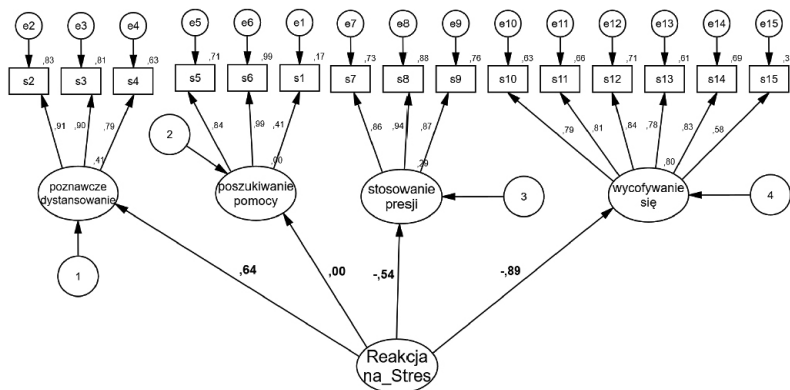 e2 e3 e4 e5 e6 e1 e7 e8 e9 e10 e11 e12 e13 e14 e15
,83 ,81 ,63 ,71 ,99 ,17 ,73 ,88 ,76 ,63 ,66 ,71 ,61 ,69 ,3
s2 s3 s4 s5 s6 s1 s7 s8 s9 s10 s11 s12 s13 s14 s15
,91 ,90 ,79 ,84 ,99 ,41 ,86 ,94 ,87 ,79 ,81 ,84 ,78 ,83 ,58
2
,41 ,00 ,29 ,80
poznawcze
dystansowanie
poszukiwanie
pomocy
stosowanie
presji
3
wycofywanie
się
4
1
,64 ,00 -,54 -,89
Reakcja
na_Stres